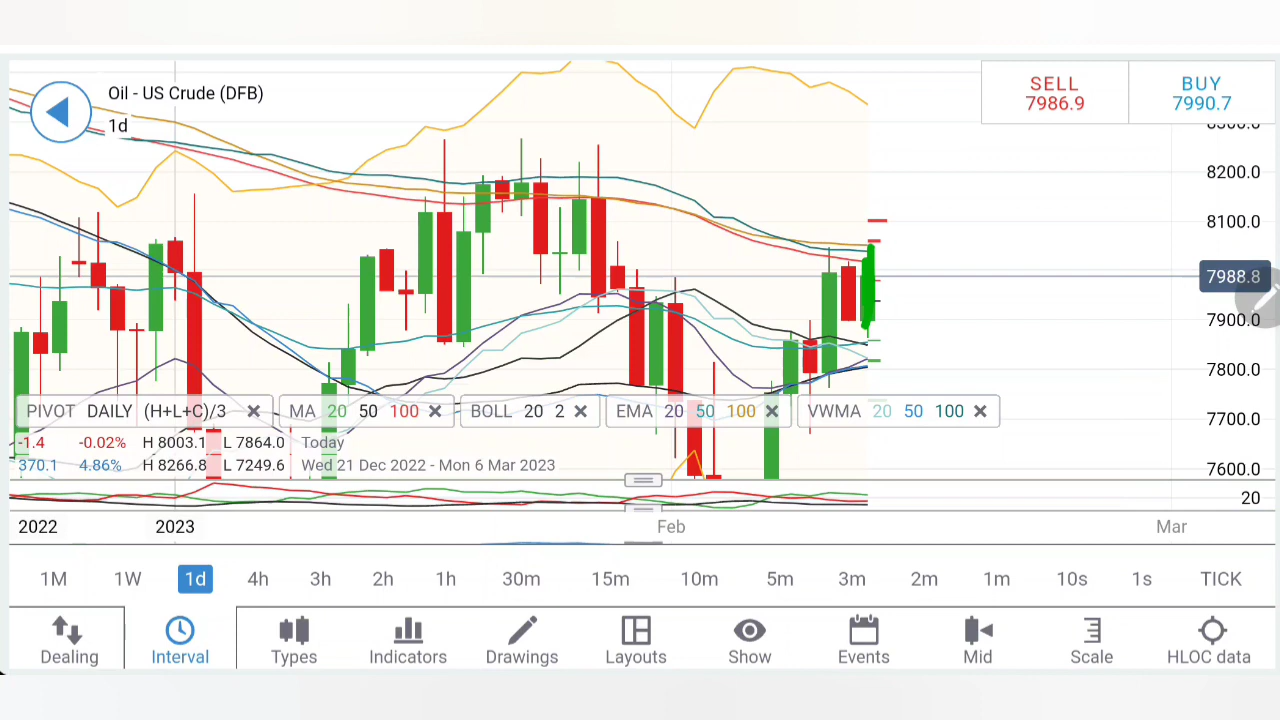 Oil - US Crude (DFB)
1d
SELL
7986.9
BUY
7990.7
8200.0
8100.0
7988.8
7900.0
7800.0
7700.0
7600.0
PIVOT DAILY (H+L+C)/3
MA 20 50 100
BOLL 20 2
EMA 20 50 100
VWMA 20 50 100
-1.4 -0.02% H 8003.1 L 7864.0 Today
370.1 4.86% H 8266.8 L 7249.6 Wed 21 Dec 2022 - Mon 6 Mar 2023
20
2022 2023 Feb Mar
1M 1W 1d 4h 3h 2h 1h 30m 15m 10m 5m 3m 2m 1m 10s 1s TICK
Dealing Interval Types Indicators Drawings Layouts Show Events Mid Scale HLOC data